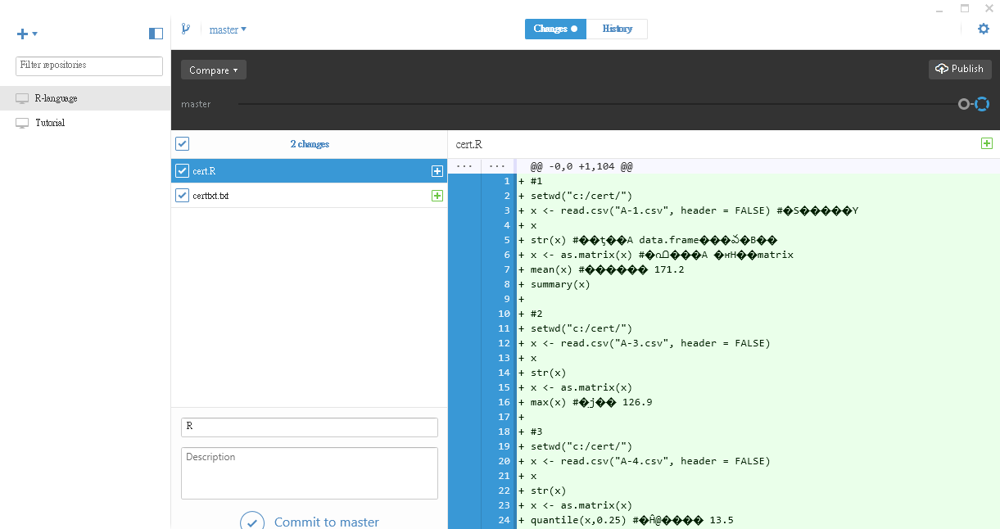 master
Changes
History
Filter repositories
R-language
Tutorial
Compare
Publish
master
2 changes
cert.R
certtxt.txt
R
Description
Commit to master
cert.R
... ... @@ -0,0 +1,104 @@
1 + #1
2 + setwd("c:/cert/")
3 + x <- read.csv("A-1.csv", header = FALSE) #�S�����Y
4 + x
5 + str(x) #��ţ��A data.frame���
6 + x <- as.matrix(x) #�
7 + mean(x) #������ 171.2
8 + summary(x)
9 +
10 + #2
11 + setwd("c:/cert/")
12 + x <- read.csv("A-3.csv", header = FALSE)
13 + x
14 + str(x)
15 + x <- as.matrix(x)
16 + max(x) #�j�� 126.9
17 +
18 + #3
19 + setwd("c:/cert/")
20 + x <- read.csv("A-4.csv", header = FALSE)
21 + x
22 + str(x)
23 + x <- as.matrix(x)
24 + quantile(x,0.25) #�Ĥ@���� 13.5